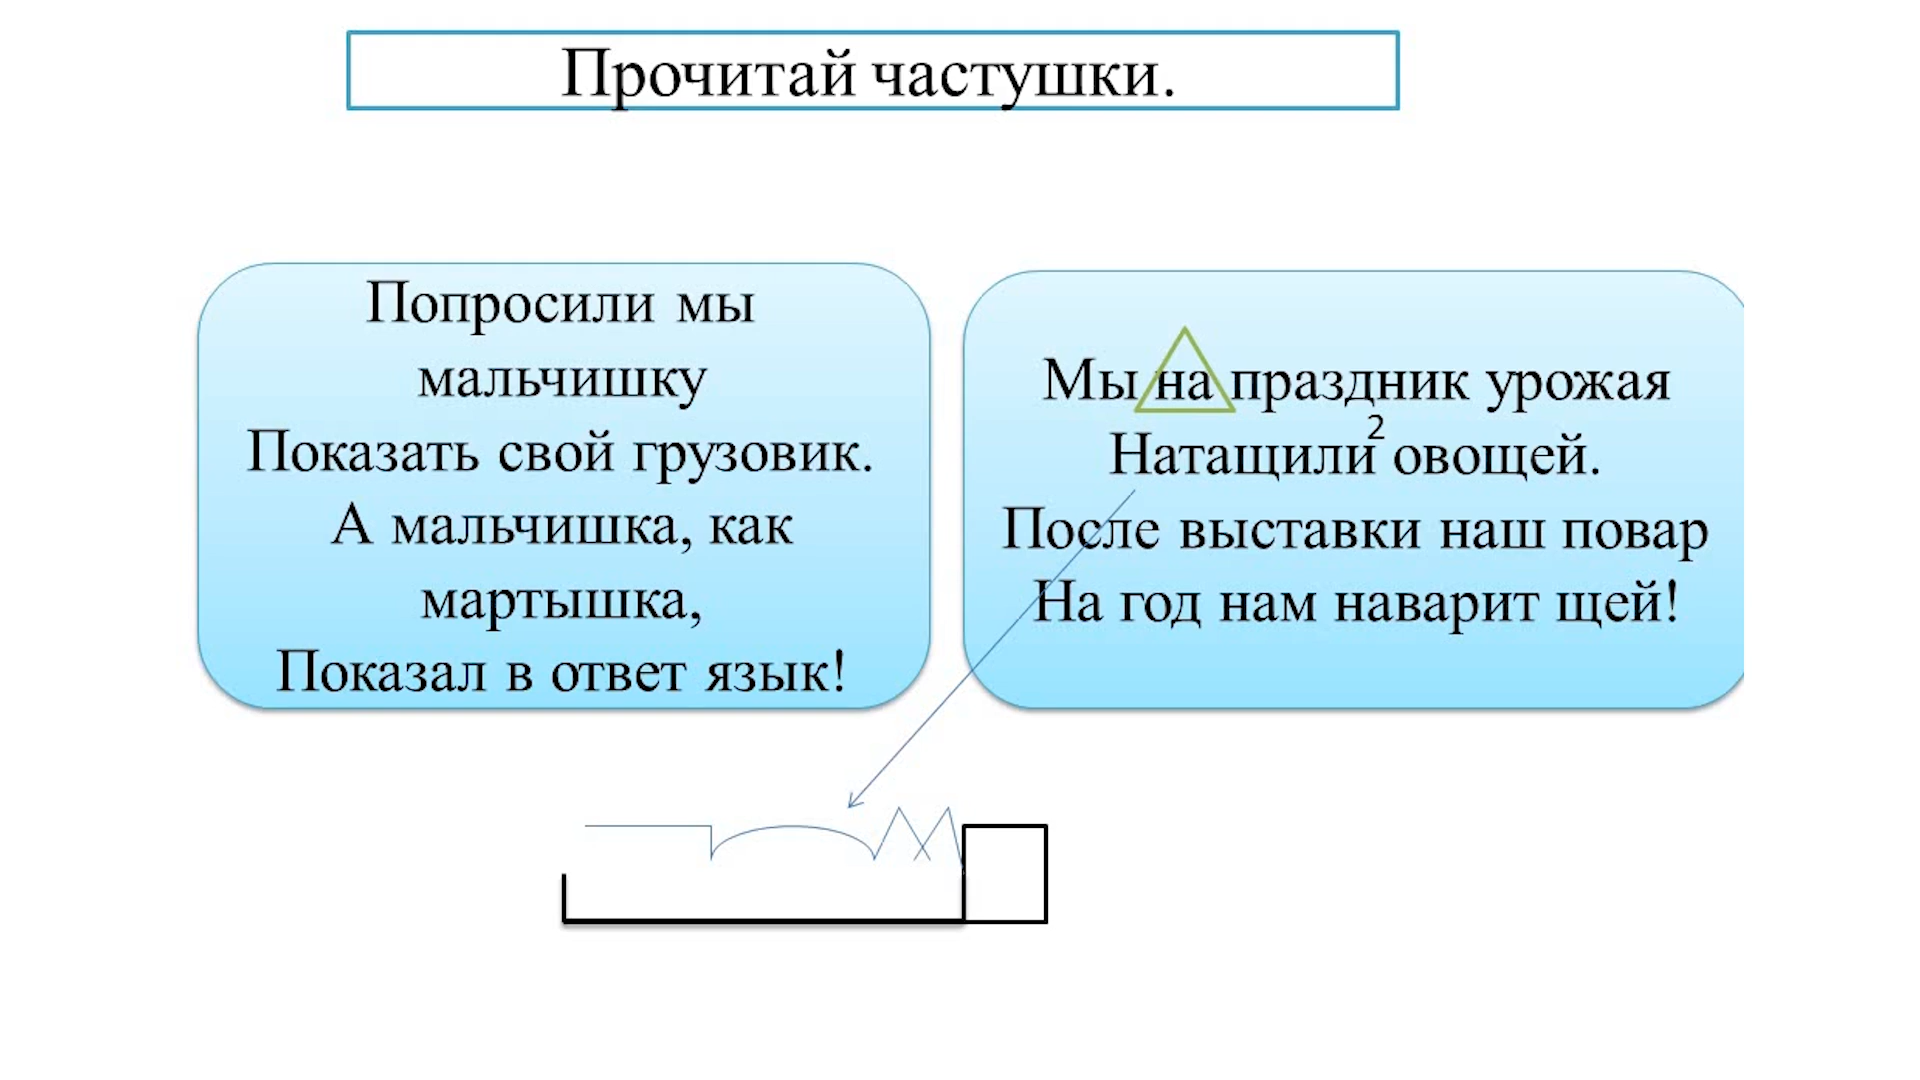 Прочитай частушки.
Попросили мы
мальчишку
Показать свой грузовик.
А мальчишка, как
мартышка,
Показал в ответ язык!
Мы на праздник урожая
2
Натащили овощей.
После выставки наш повар
На год нам наварит щей!